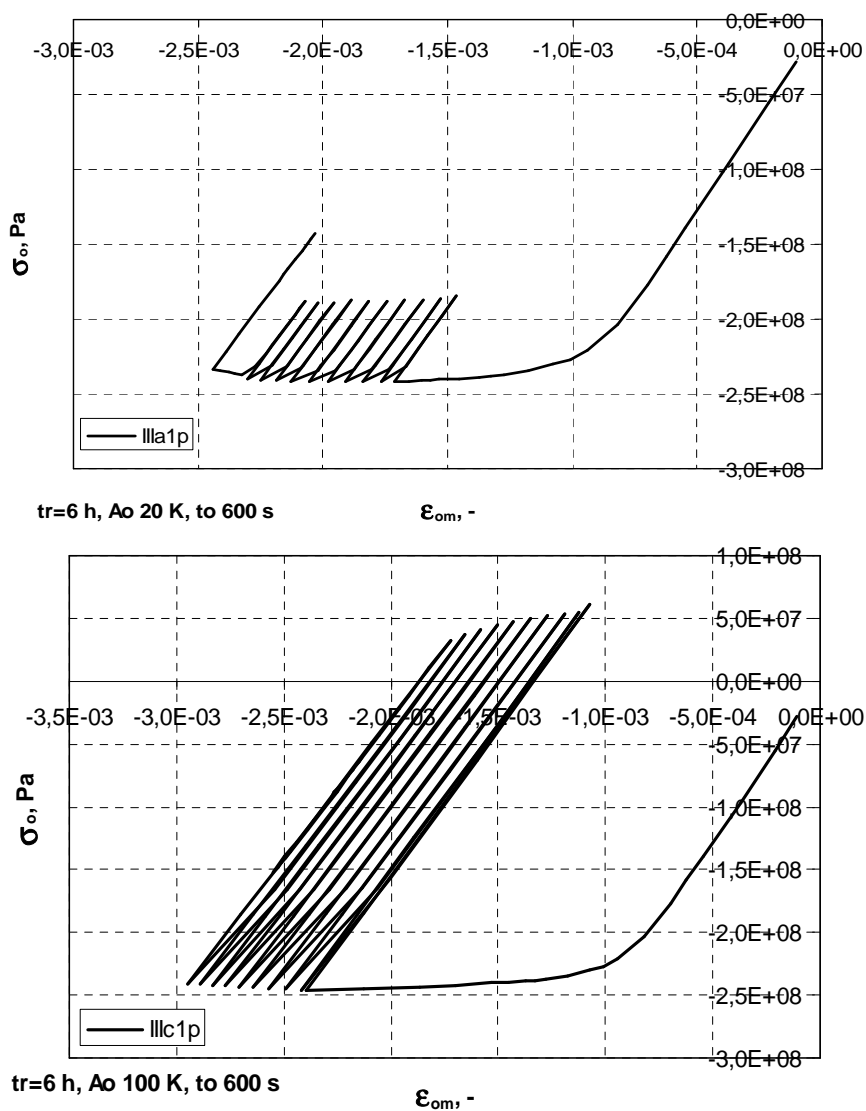 0,0E+00
-3,0E-03 -2,5E-03 -2,0E-03 -1,5E-03 -1,0E-03 -5,0E-04 0,0E+00
-5,0E+07
-1,0E+08
-1,5E+08
-2,0E+08
-2,5E+08
-3,0E+08
σo, Pa
IIIa1p
tr=6 h, Ao 20 K, to 600 s εom, -
1,0E+08
5,0E+07
0,0E+00
-3,5E-03 -3,0E-03 -2,5E-03 -2,0E-03 -1,5E-03 -1,0E-03 -5,0E-04 0,0E+00
-5,0E+07
-1,0E+08
-1,5E+08
-2,0E+08
-2,5E+08
-3,0E+08
σo, Pa
IIIc1p
tr=6 h, Ao 100 K, to 600 s
εom, -